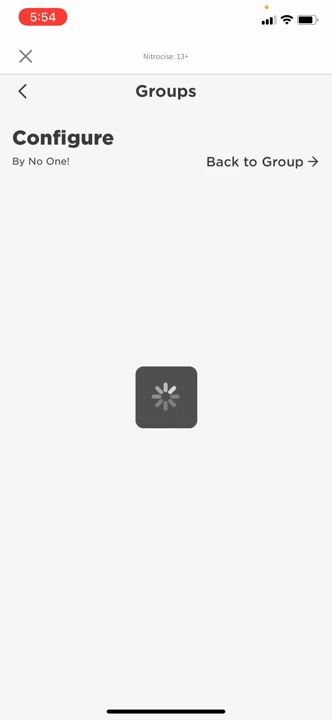 5:54
Nitrocise: 13+
Groups
Configure
By No One!
Back to Group →